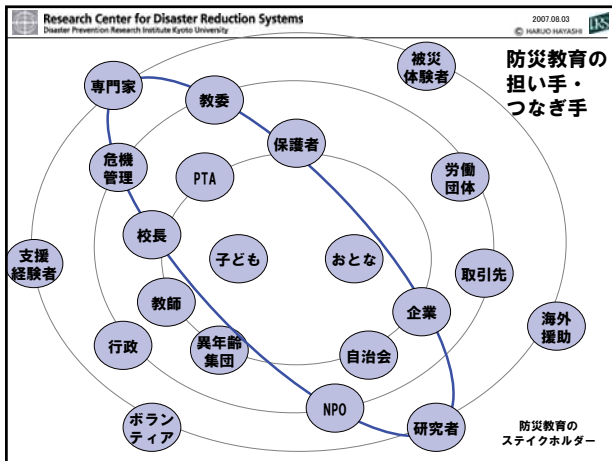 Research Center for Disaster Reduction Systems
Disaster Prevention Research Institute Kyoto University
2007.08.03
© HARUO HAYASHI
DRS
防災教育の
担い手・
つなぎ手
被災
体験者
専門家
教委
保護者
危機
管理
PTA
労働
団体
校長
支援
経験者
子ども
おとな
取引先
教師
企業
海外
援助
行政
異年齢
集団
自治会
NPO
ボラン
ティア
研究者
防災教育の
ステイクホルダー